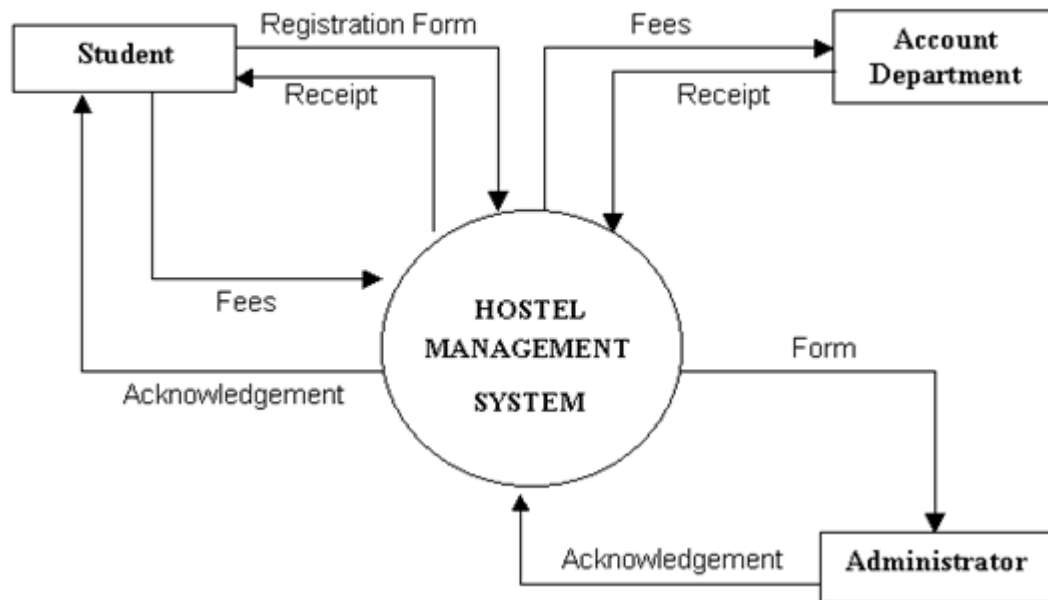 Registration Form
Student
Receipt
Fees
Account
Department
Receipt
Fees
Acknowledgement
HOSTEL
MANAGEMENT
SYSTEM
Form
Acknowledgement
Administrator